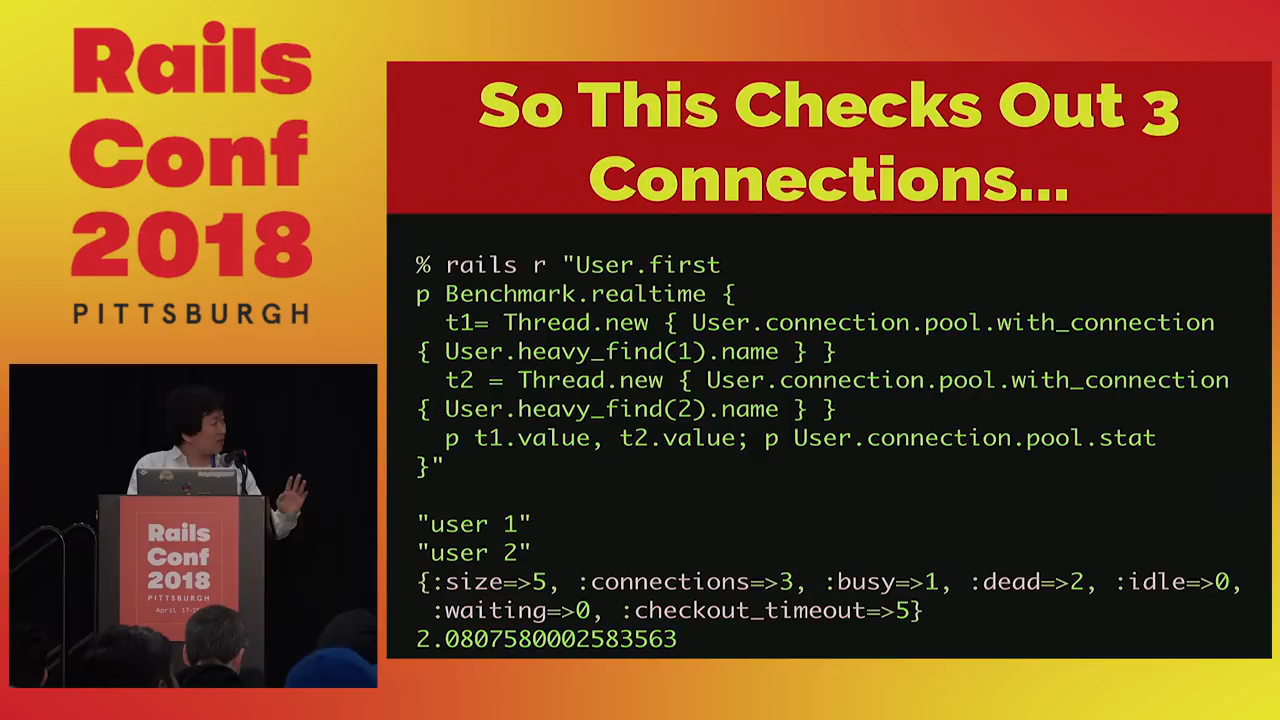 Rails
Conf
2018
PITTSBURGH
So This Checks Out 3
Connections...
% rails r "User.first
p Benchmark.realtime {
  t1= Thread.new { User.connection.pool.with_connection
{ User.heavy_find(1).name } }
  t2 = Thread.new { User.connection.pool.with_connection
{ User.heavy_find(2).name } }
  p t1.value, t2.value; p User.connection.pool.stat
}"
"user 1"
"user 2"
{:size=>5, :connections=>3, :busy=>1, :dead=>2, :idle=>0,
 :waiting=>0, :checkout_timeout=>5}
2.0807580002583563
Rails
Conf
2018
PITTSBURGH